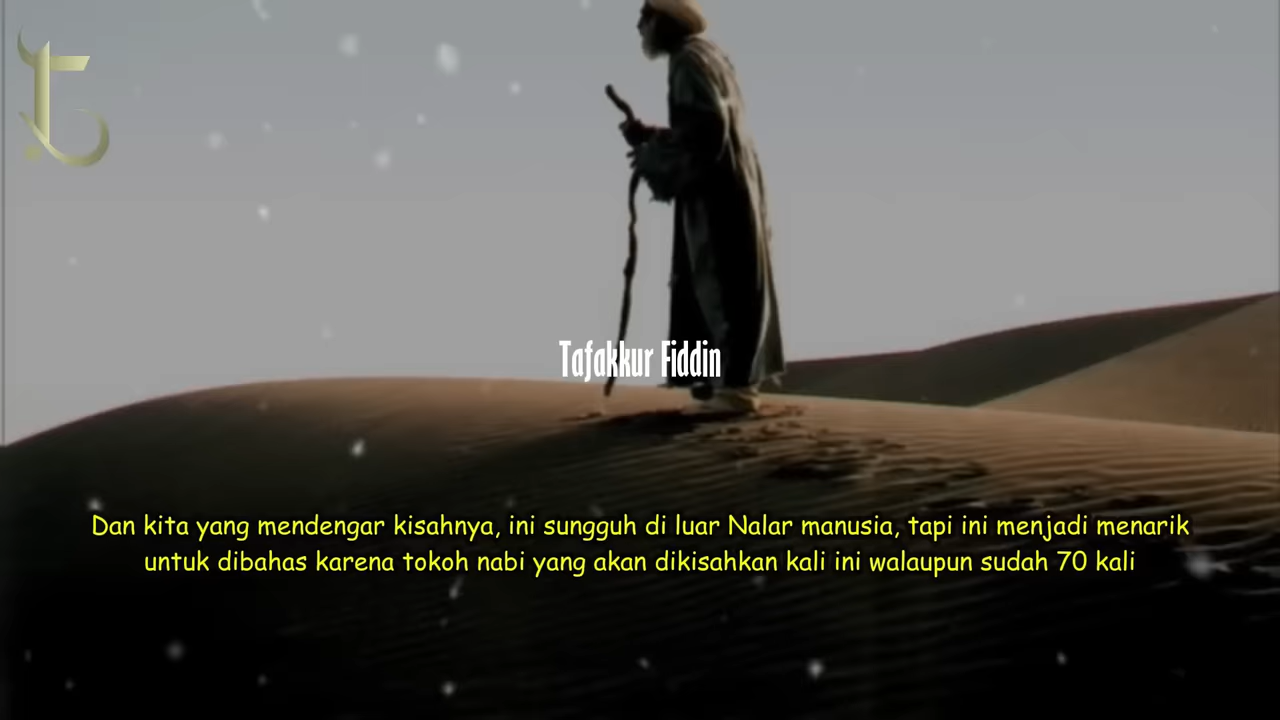 Tafakkur Fiddin
Dan kita yang mendengar kisahnya, ini sungguh di luar Nalar manusia, tapi ini menjadi menarik
untuk dibahas karena tokoh nabi yang akan dikisahkan kali ini walaupun sudah 70 kali